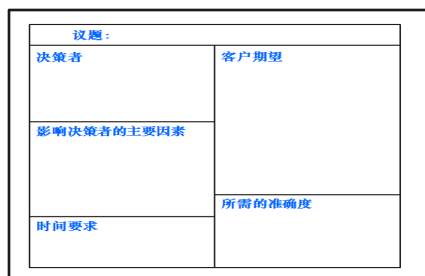 议题:
决策者
客户期望
影响决策者的主要因素
所需的准确度
时间要求